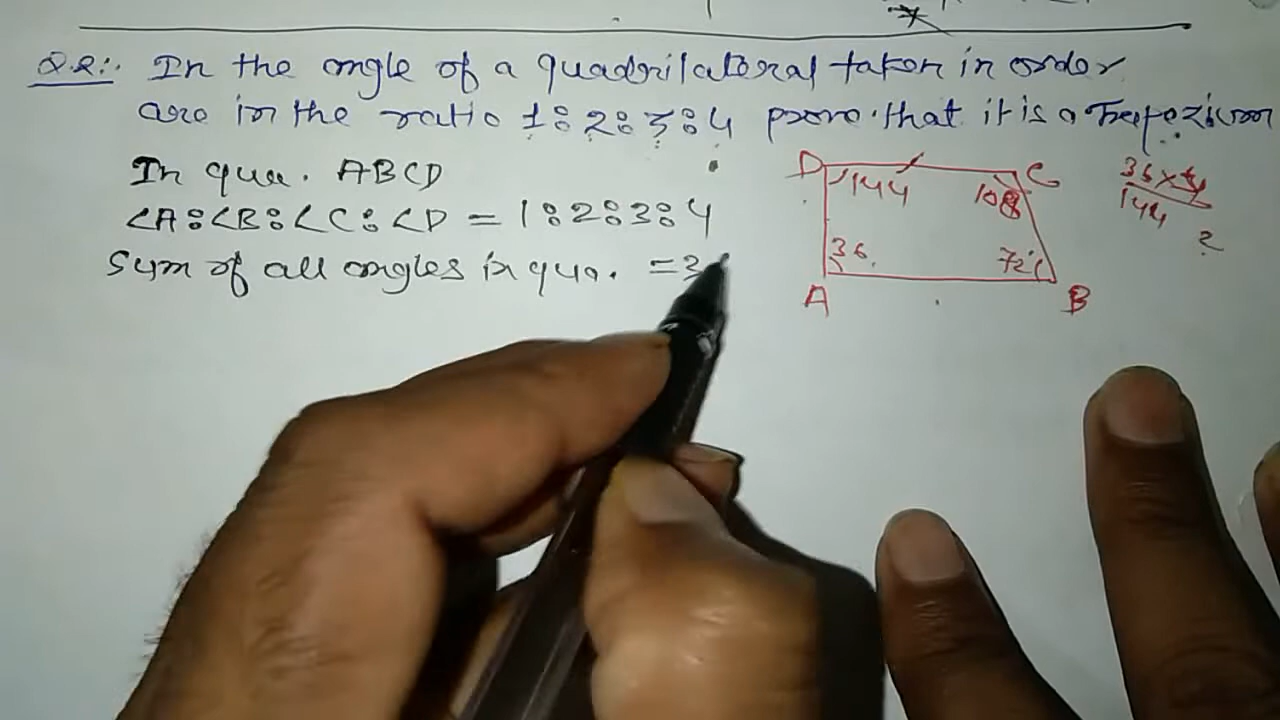 Q.2:. In the angle of a quadrilateral taken in order
are in the ratio 1:2:3:4 prove that it is a Trepezium
In qua. ABCD
<A:<B:<C:<D = 1:2:3:4
Sum of all angles in qua. =3
D 144 108 C
36 72° 
A B
36×4
144
2